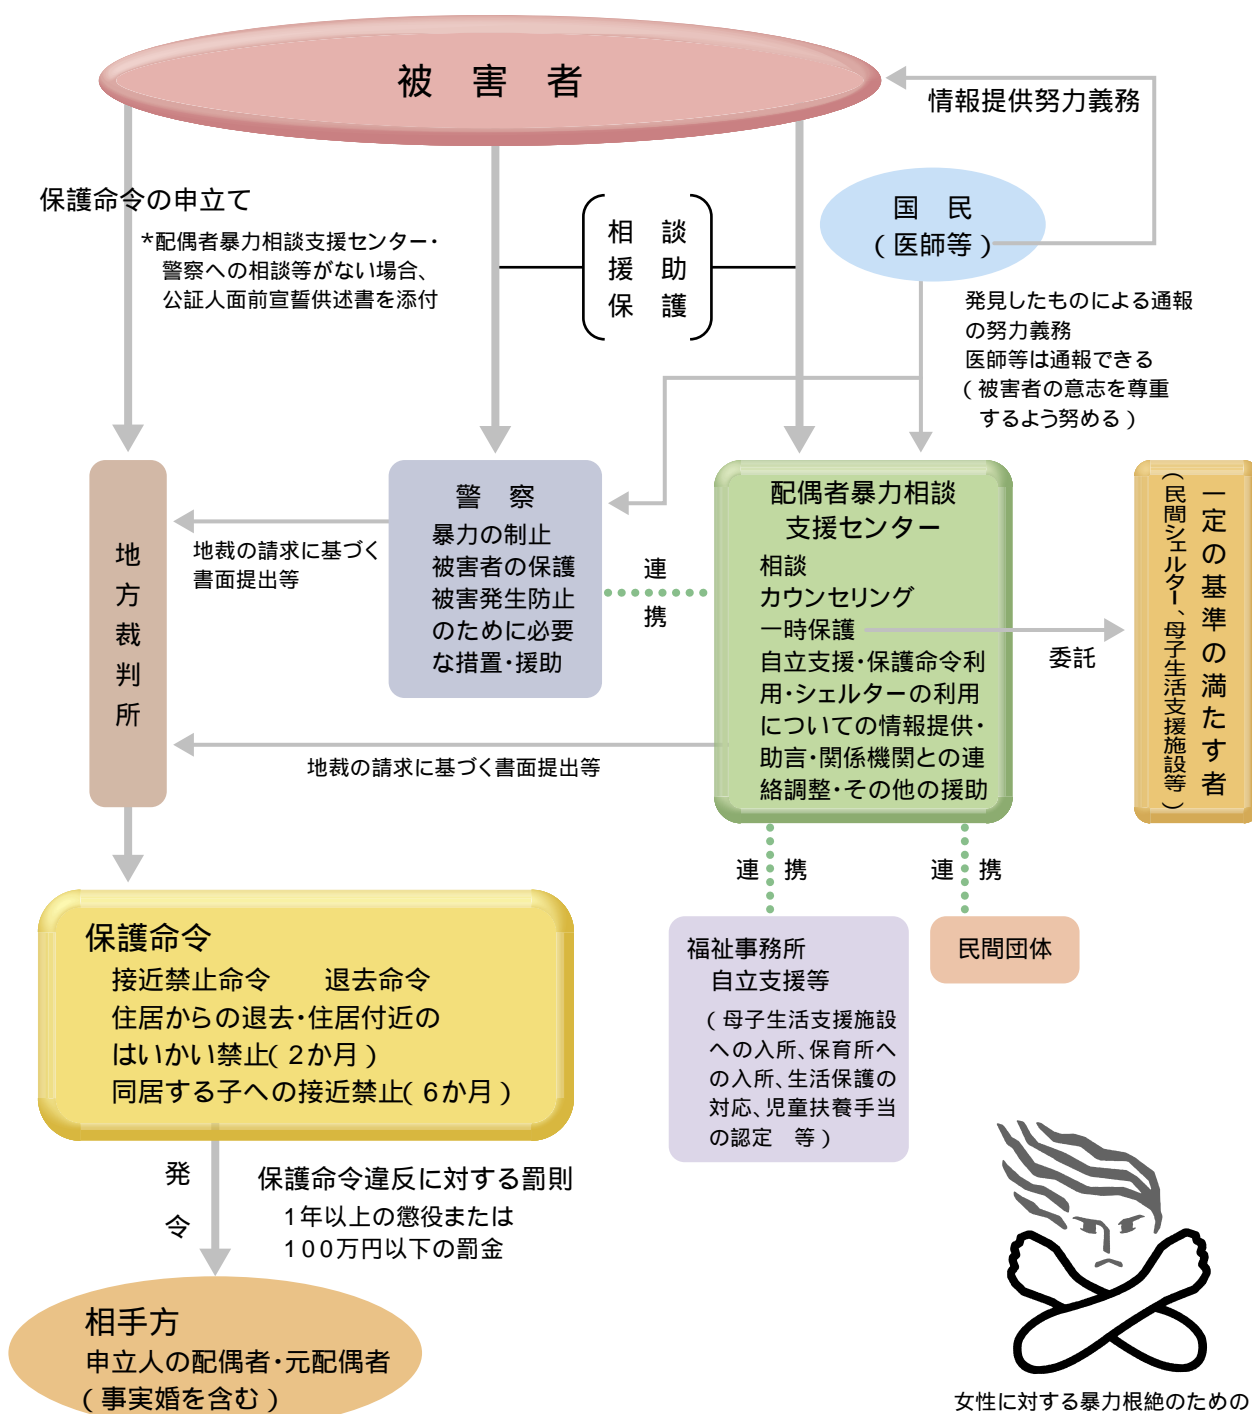 被 害 者
情報提供努力義務
保護命令の申立て
*配偶者暴力相談支援センター・
警察への相談等がない場合、
公証人面前宣誓供述書を添付
相 談
援 助
保 護
国 民
(医師等)
発見したものによる通報
の努力義務
医師等は通報できる
(被害者の意志を尊重
するよう努める)
地方裁判所
地裁の請求に基づく
書面提出等
警 察
暴力の制止
被害者の保護
被害発生防止
のために必要
な措置・援助
連
携
配偶者暴力相談
支援センター
相談
カウンセリング
一時保護
自立支援・保護命令利
用・シェルターの利用
についての情報提供・
助言・関係機関との連
絡調整・その他の援助
委託
一定の基準の満たす者
(民間シェルター、母子生活支援施設等)
地裁の請求に基づく書面提出等
連 携
連 携
保護命令
接近禁止命令 退去命令
住居からの退去・住居付近の
はいかい禁止(2か月)
同居する子への接近禁止(6か月)
福祉事務所
自立支援等
(母子生活支援施設
への入所、保育所へ
の入所、生活保護の
対応、児童扶養手当
の認定 等)
民間団体
発
令
保護命令違反に対する罰則
1年以上の懲役または
100万円以下の罰金
相手方
申立人の配偶者・元配偶者
(事実婚を含む)
女性に対する暴力根絶のための